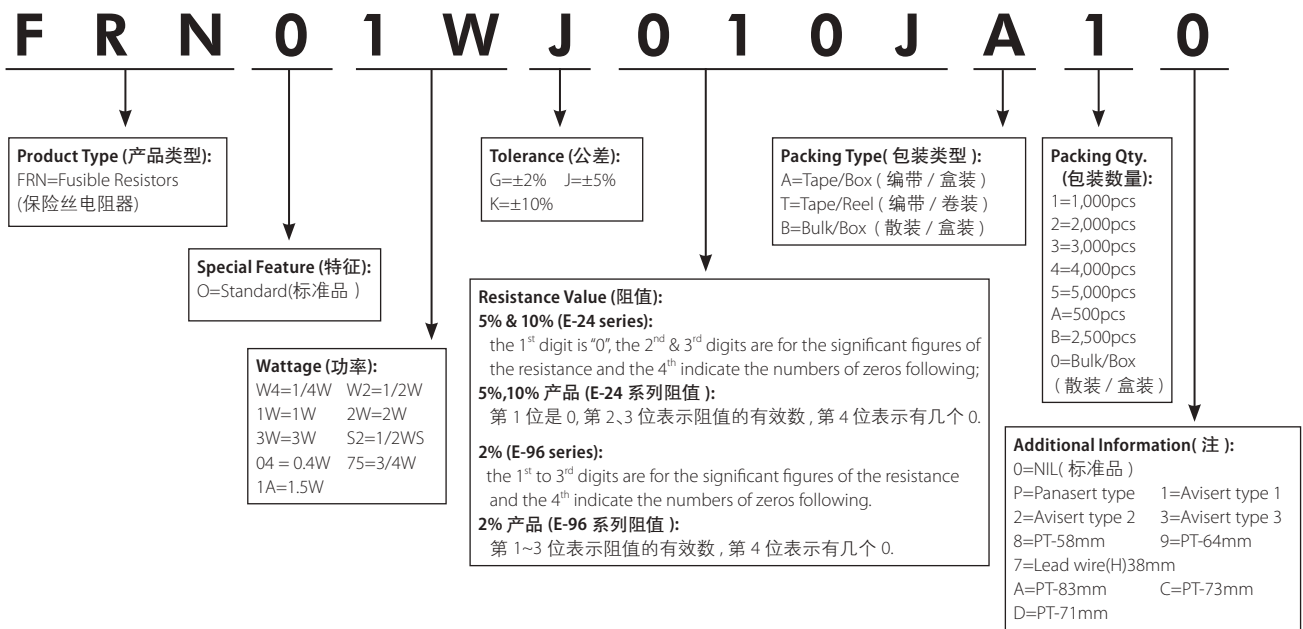 F R N 0 1 W J 0 1 0 J A 1 0
Product Type (产品类型):
FRN=Fusible Resistors
(保险丝电阻器)
Special Feature (特征):
O=Standard(标准品 )
Wattage (功率):
W4=1/4W W2=1/2W
1W=1W 2W=2W
3W=3W S2=1/2WS
04 = 0.4W 75=3/4W
1A=1.5W
Tolerance (公差):
G=±2% J=±5%
K=±10%
Resistance Value (阻值):
5% & 10% (E-24 series):
the 1st digit is "0", the 2nd & 3rd digits are for the significant figures of
the resistance and the 4th indicate the numbers of zeros following;
5%,10% 产品 (E-24 系列阻值 ):
第 1 位是 0, 第 2、3 位表示阻值的有效数 , 第 4 位表示有几个 0.
2% (E-96 series):
the 1st to 3rd digits are for the significant figures of the resistance
and the 4th indicate the numbers of zeros following.
2% 产品 (E-96 系列阻值 ):
第 1~3 位表示阻值的有效数 , 第 4 位表示有几个 0.
Packing Type( 包装类型 ):
A=Tape/Box ( 编带 / 盒装 )
T=Tape/Reel ( 编带 / 卷装 )
B=Bulk/Box ( 散装 / 盒装 )
Packing Qty.
(包装数量):
1=1,000pcs
2=2,000pcs
3=3,000pcs
4=4,000pcs
5=5,000pcs
A=500pcs
B=2,500pcs
0=Bulk/Box
( 散装 / 盒装 )
Additional Information( 注 ):
0=NIL( 标准品 )
P=Panasert type 1=Avisert type 1
2=Avisert type 2 3=Avisert type 3
8=PT-58mm 9=PT-64mm
7=Lead wire(H)38mm
A=PT-83mm C=PT-73mm
D=PT-71mm